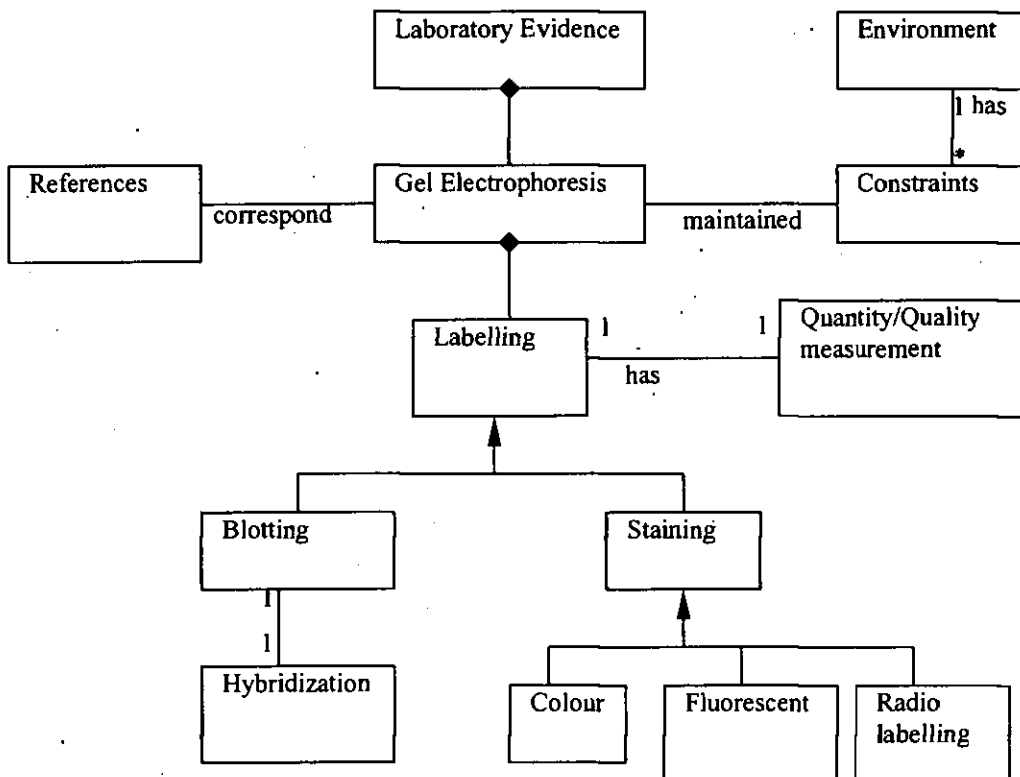 Laboratory Evidence
Environment
1 has
*
References
Gel Electrophoresis
Constraints
correspond
maintained
Labelling
1
1
Quantity/Quality
measurement
has
Blotting
Staining
1
1
Hybridization
Colour
Fluorescent
Radio
labelling